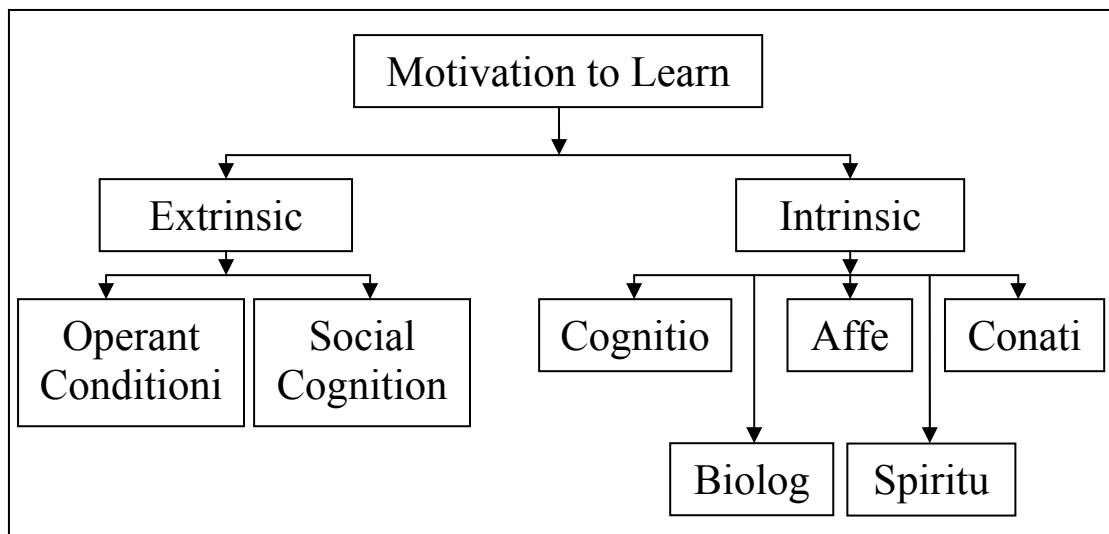 Motivation to Learn
Extrinsic
Intrinsic
Operant
Conditioni
Social
Cognition
Cognitio
Affe
Conati
Biolog
Spiritu